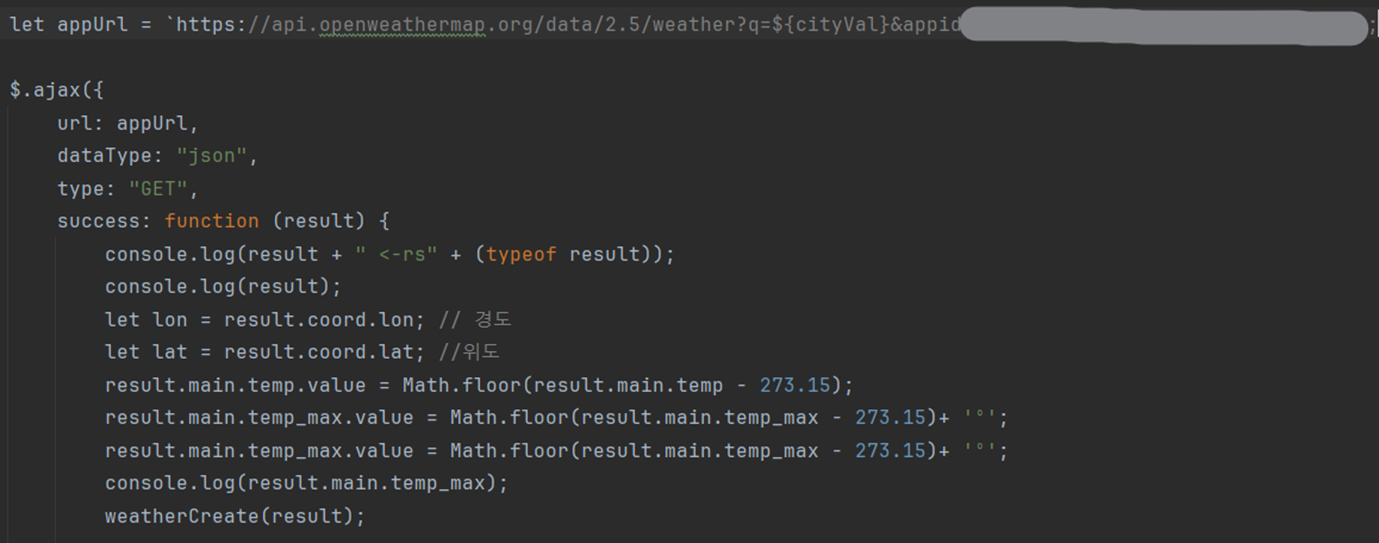 let appUrl = `https://api.openweathermap.org/data/2.5/weather?q=${cityVal}&appid ;
$.ajax({
url: appUrl,
dataType: "json",
type: "GET",
success: function (result) {
console.log(result + " <-rs" + (typeof result));
console.log(result);
let lon = result.coord.lon; // 경도
let lat = result.coord.lat; //위도
result.main.temp.value = Math.floor(result.main.temp - 273.15);
result.main.temp_max.value = Math.floor(result.main.temp_max - 273.15)+ '°';
result.main.temp_max.value = Math.floor(result.main.temp_max - 273.15)+ '°';
console.log(result.main.temp_max);
weatherCreate(result);